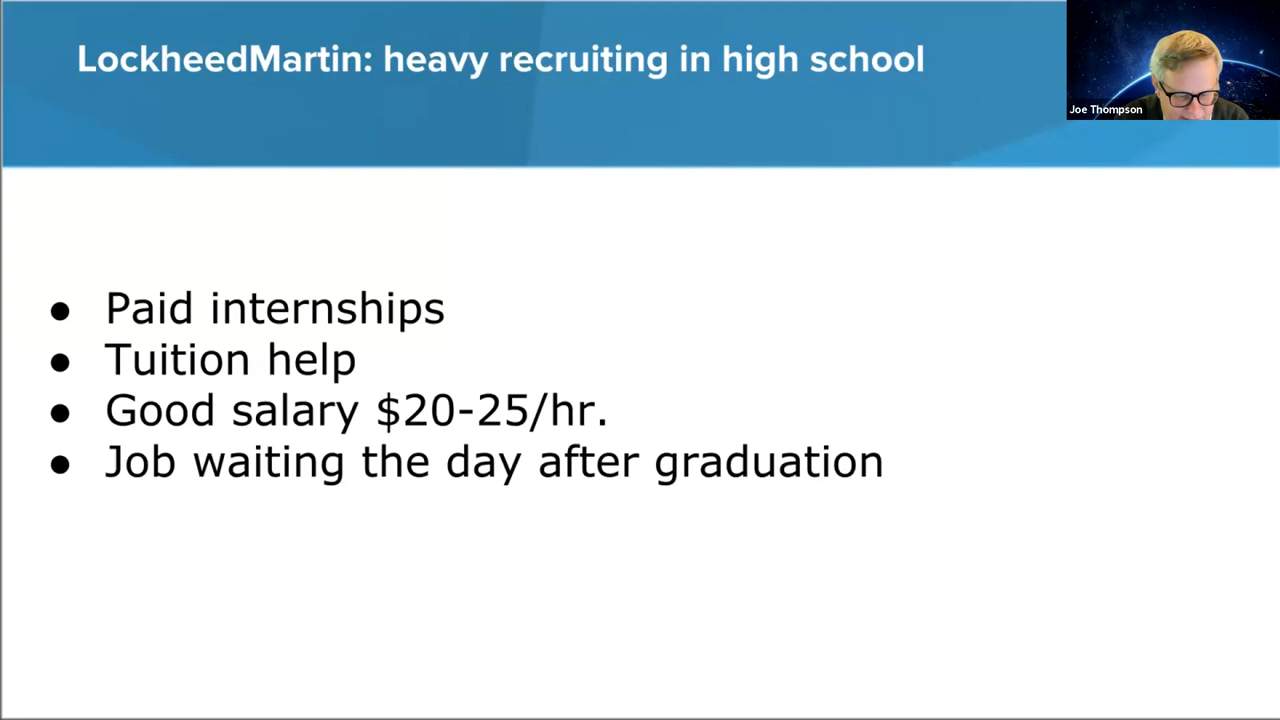 LockheedMartin: heavy recruiting in high school
Joe Thompson
● Paid internships
● Tuition help
● Good salary $20-25/hr.
● Job waiting the day after graduation